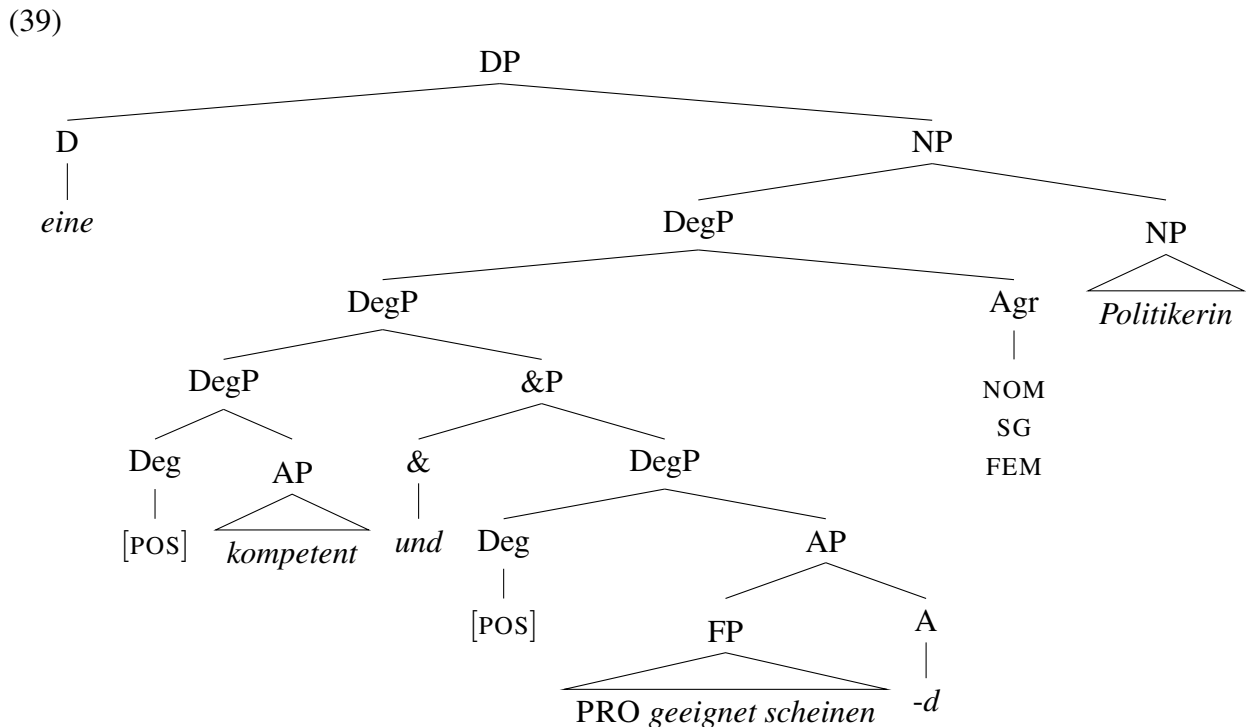 (39)
DP
D NP
eine DegP NP
DegP Agr Politikerin
DegP &P NOM
SG
Deg AP & DegP FEM
[POS] kompetent und Deg AP
[POS] FP A
PRO geeignet scheinen -d